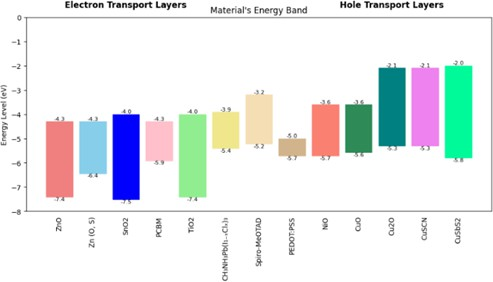 Electron Transport Layers
Material's Energy Band
Hole Transport Layers
Energy Level (eV)
0
−1
−2
−3
−4
−5
−6
−7
−8
-4.3
-4.3
-4.0
-4.3
-4.0
-3.9
-3.2
-5.0
-3.6
-3.6
-2.1
-2.1
-2.0
-7.4
-6.4
-7.5
-5.9
-7.4
-5.4
-5.2
-5.7
-5.7
-5.6
-5.3
-5.3
-5.8
ZnO
Zn (O, S)
SnO2
PCBM
TiO2
CH₃NH₃Pb(I₁₋ₓClₓ)₃
Spiro-MeOTAD
PEDOT:PSS
NiO
CuO
Cu2O
CuSCN
CuSbS2